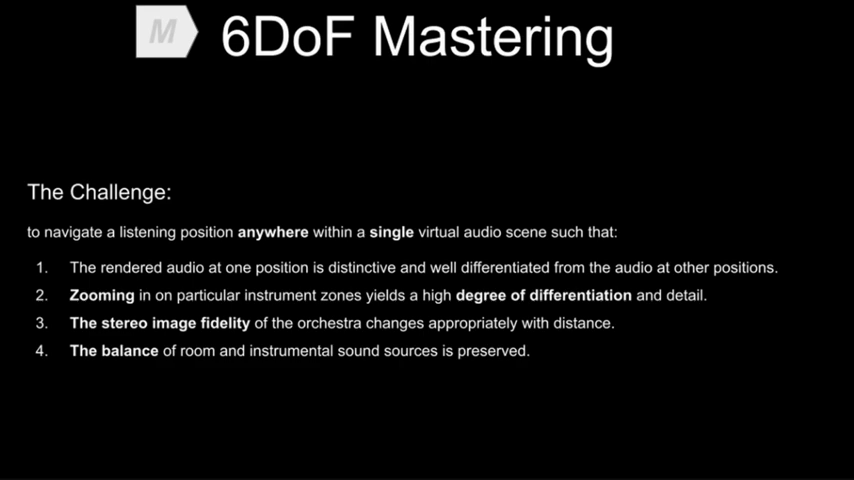 M
6DoF Mastering
The Challenge:
to navigate a listening position anywhere within a single virtual audio scene such that:
1. The rendered audio at one position is distinctive and well differentiated from the audio at other positions.
2. Zooming in on particular instrument zones yields a high degree of differentiation and detail.
3. The stereo image fidelity of the orchestra changes appropriately with distance.
4. The balance of room and instrumental sound sources is preserved.